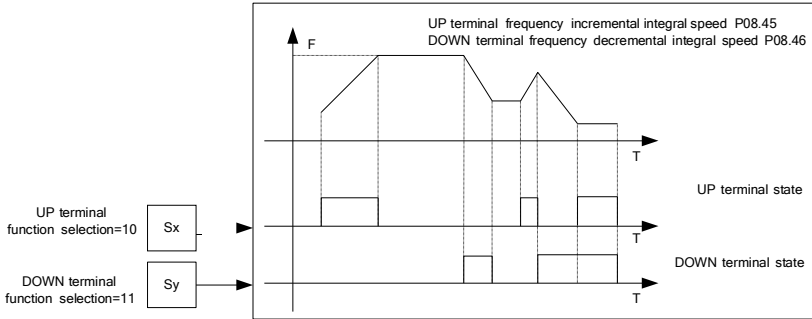 UP terminal frequency incremental integral speed P08.45
DOWN terminal frequency decremental integral speed P08.46
F
T
UP terminal state
UP terminal
function selection=10
Sx
T
DOWN terminal state
DOWN terminal
function selection=11
Sy
T